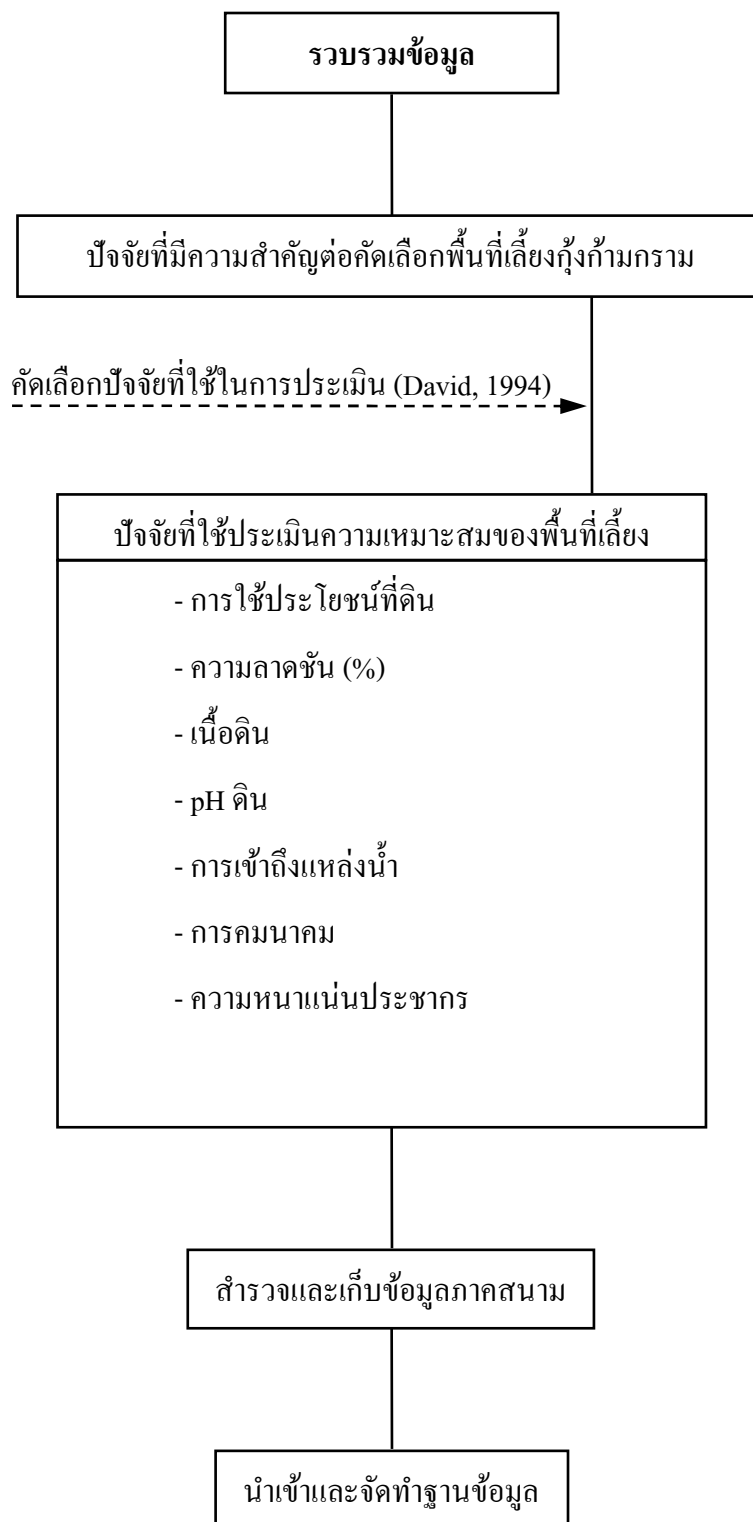 รวบรวมข้อมูล
ปัจจัยที่มีความสำคัญต่อคัดเลือกพื้นที่เลี้ยงกุ้งก้ามกราม
คัดเลือกปัจจัยที่ใช้ในการประเมิน (David, 1994)
ปัจจัยที่ใช้ประเมินความเหมาะสมของพื้นที่เลี้ยง
- การใช้ประโยชน์ที่ดิน
- ความลาดชัน (%)
- เนื้อดิน
- pH ดิน
- การเข้าถึงแหล่งน้ำ
- การคมนาคม
- ความหนาแน่นประชากร
สำรวจและเก็บข้อมูลภาคสนาม
นำเข้าและจัดทำฐานข้อมูล